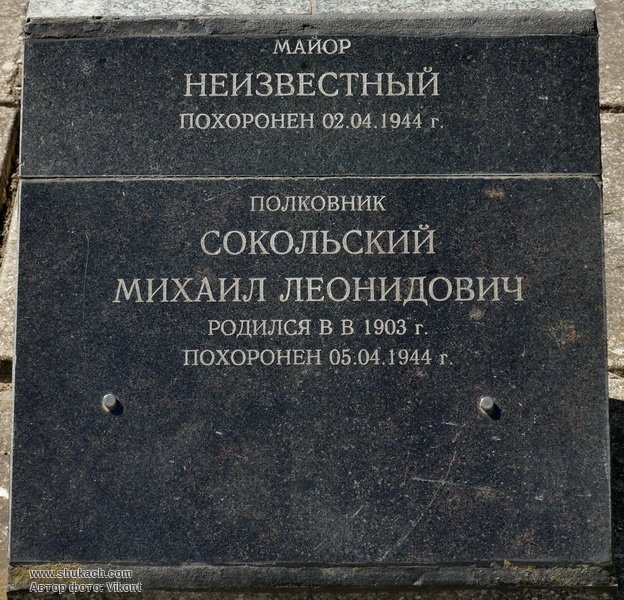 МАЙОР
НЕИЗВЕСТНЫЙ
ПОХОРОНЕН 02.04.1944 г.
ПОЛКОВНИК
СОКОЛЬСКИЙ
МИХАИЛ ЛЕОНИДОВИЧ
РОДИЛСЯ В В 1903 г.
ПОХОРОНЕН 05.04.1944 г.
www.shukach.com
Автор фото: Vikont